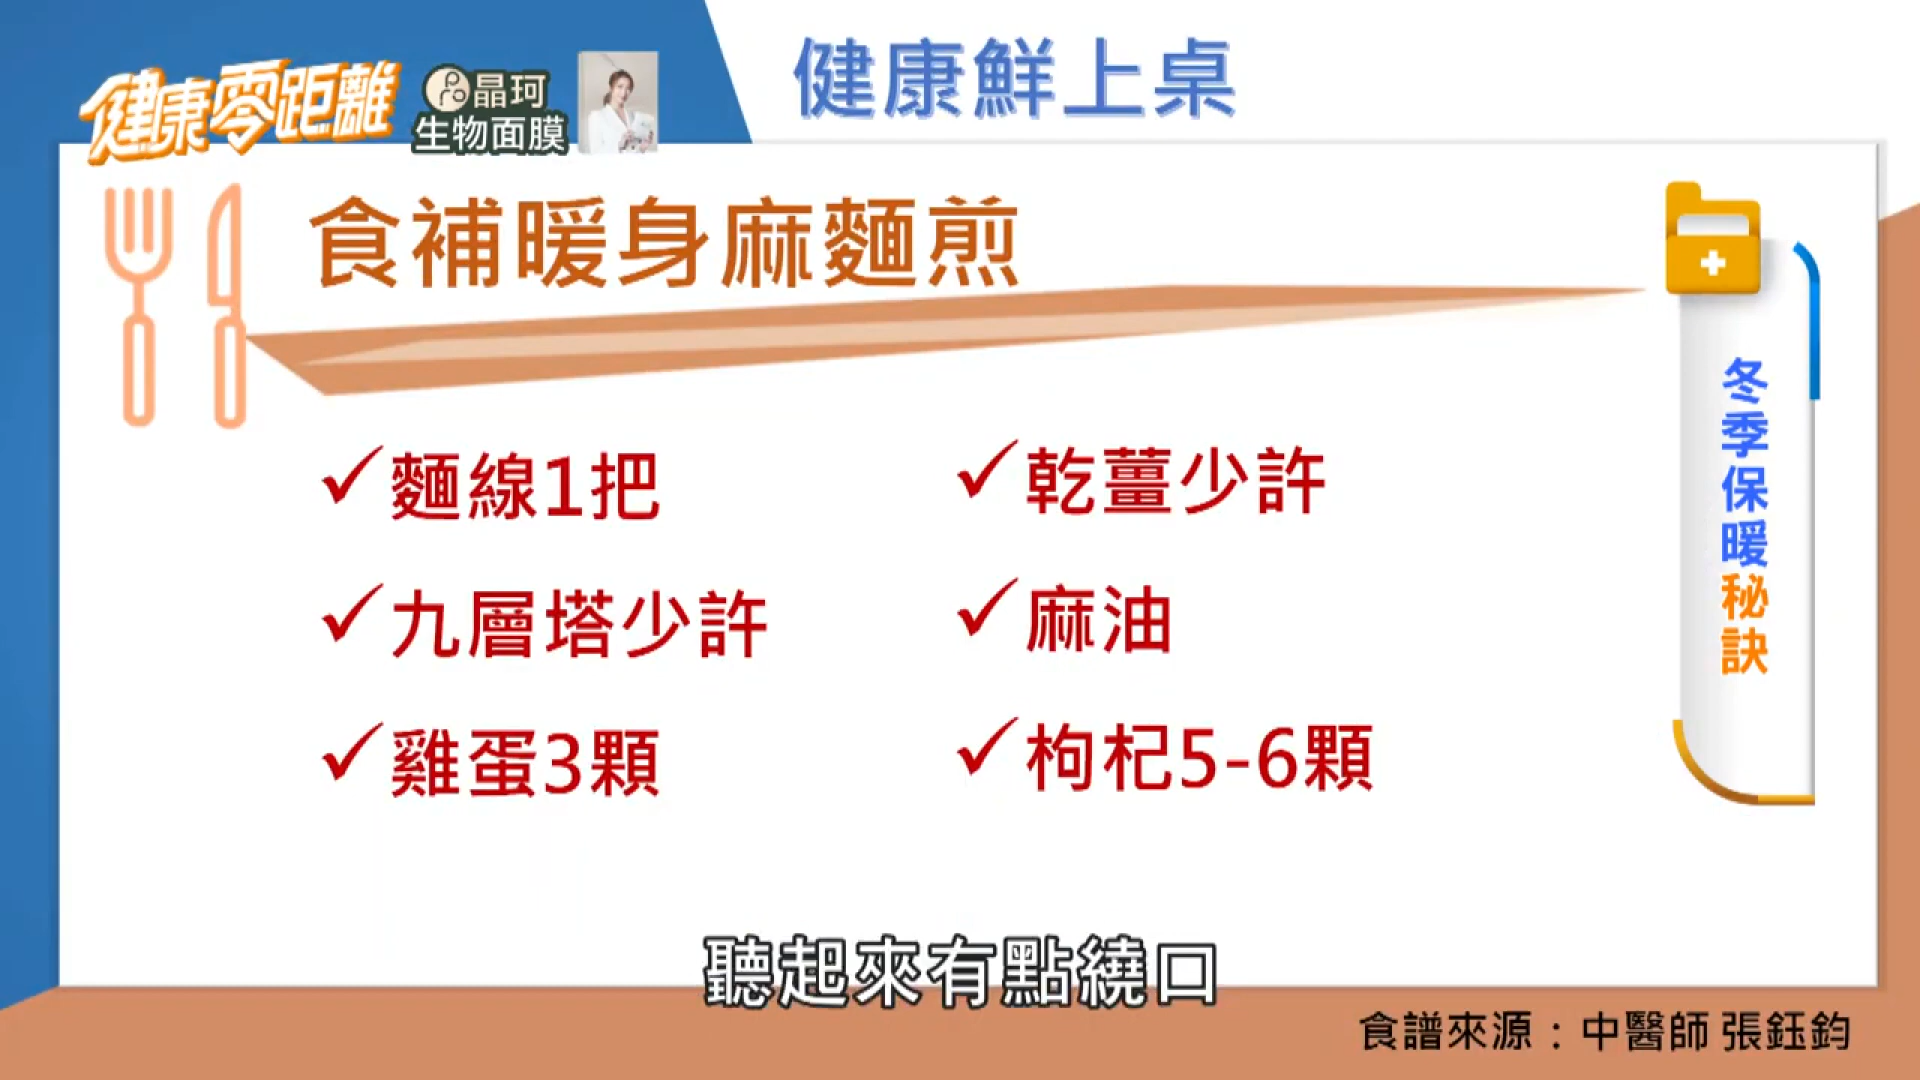 健康零距離
Pro 晶珂
生物面膜
健康鮮上桌
食補暖身麻麵煎
✓麵線1把
✓乾薑少許
✓九層塔少許
✓麻油
✓雞蛋3顆
✓枸杞5-6顆
冬季保暖秘訣
聽起來有點繞口
食譜來源：中醫師 張鈺鈞